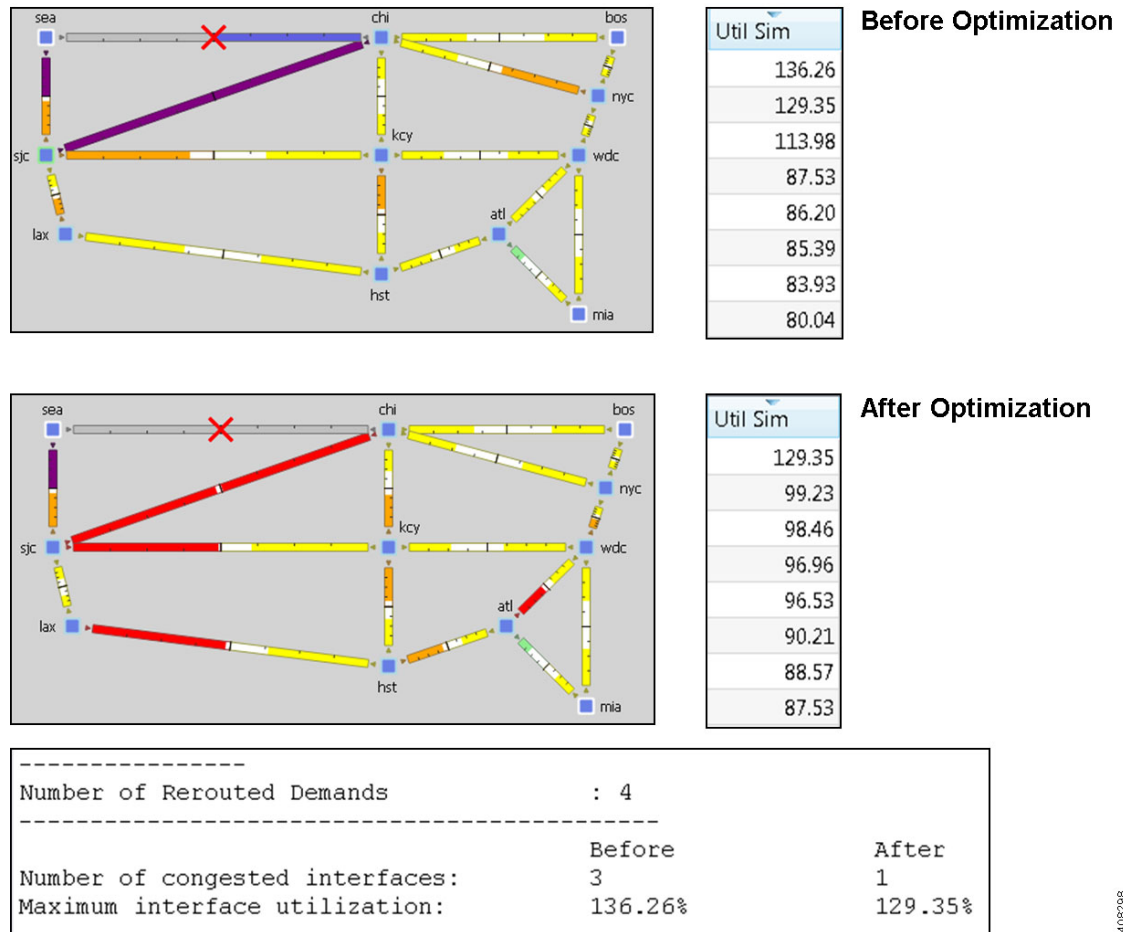 sea
chi
bos
nyc
kcy
sjc
wdc
atl
lax
hst
mia
Util Sim
136.26
129.35
113.98
87.53
86.20
85.39
83.93
80.04
Before Optimization
sea
chi
bos
nyc
kcy
sjc
wdc
atl
lax
hst
mia
Util Sim
129.35
99.23
98.46
96.96
96.53
90.21
88.57
87.53
After Optimization
----------------
Number of Rerouted Demands : 4
---------------------------------------------
Before After
Number of congested interfaces: 3 1
Maximum interface utilization: 136.26% 129.35%
408298